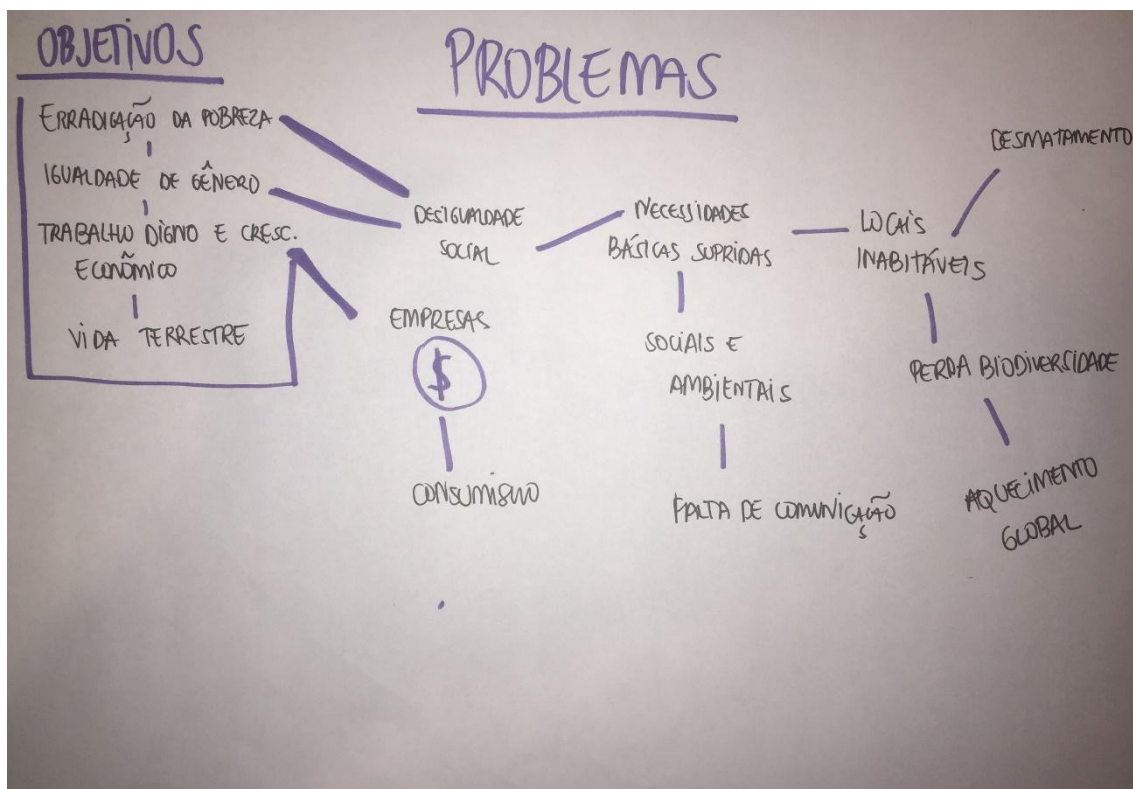 OBJETIVOS
PROBLEMAS
ERRADICAÇÃO DA POBREZA
IGUALDADE DE GÊNERO
TRABALHO DIGNO E CRESC.
ECONÔMICO
VIDA TERRESTRE
DESIGUALDADE
SOCIAL
EMPRESAS
$
CONSUMISMO
NECESSIDADES
BÁSICAS SUPRIDAS
SOCIAIS E
AMBIENTAIS
FALTA DE COMUNICAÇÃO
LOCAIS
INABITÁVEIS
DESMATAMENTO
PERDA BIODIVERSIDADE
AQUECIMENTO
GLOBAL